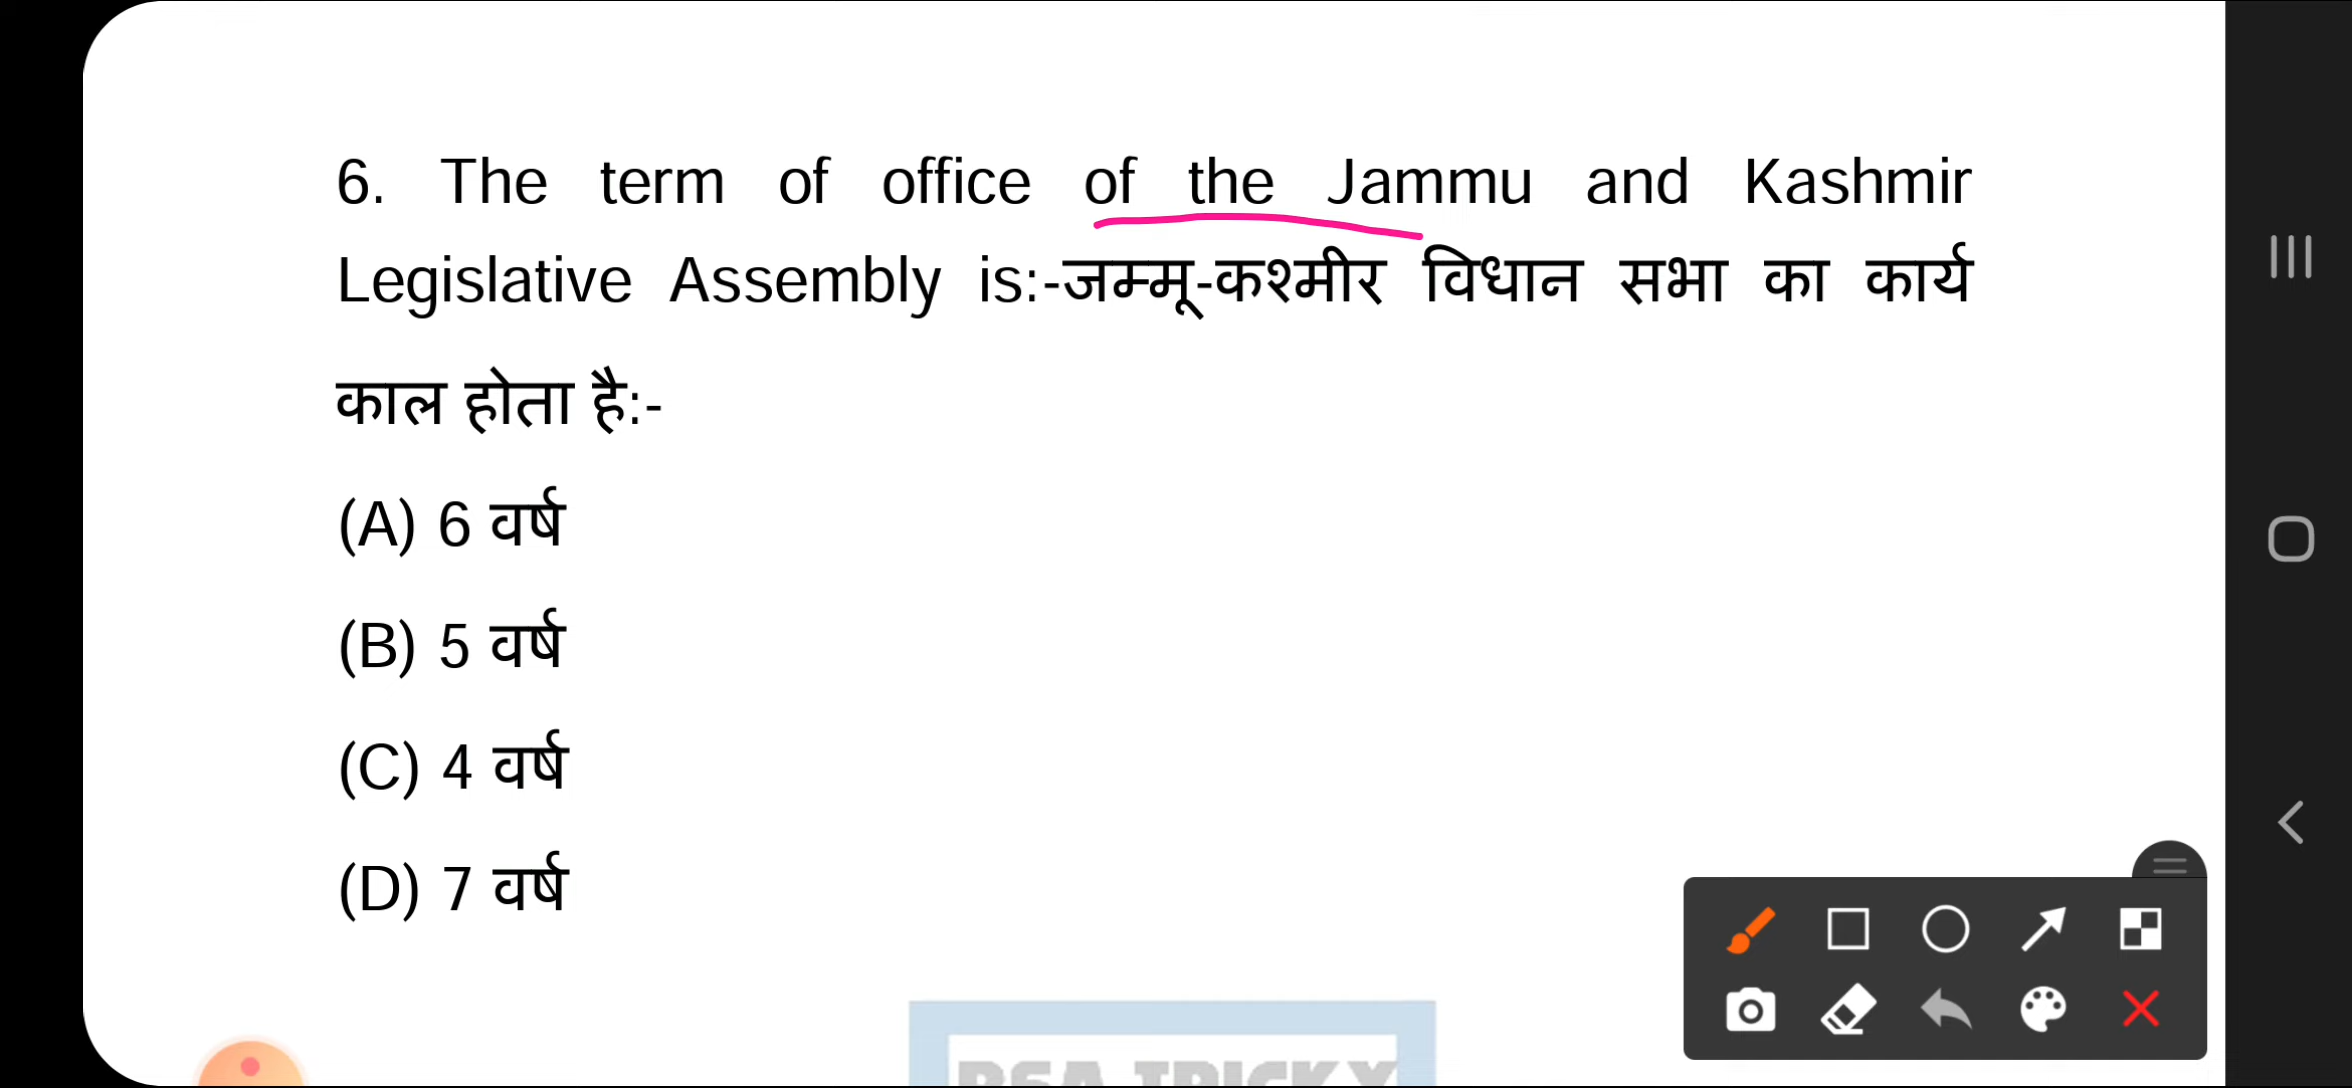 6. The term of office of the Jammu and Kashmir
Legislative Assembly is:-जम्मू-कश्मीर विधान सभा का कार्य
काल होता है:-
(A) 6 वर्ष
(B) 5 वर्ष
(C) 4 वर्ष
(D) 7 वर्ष